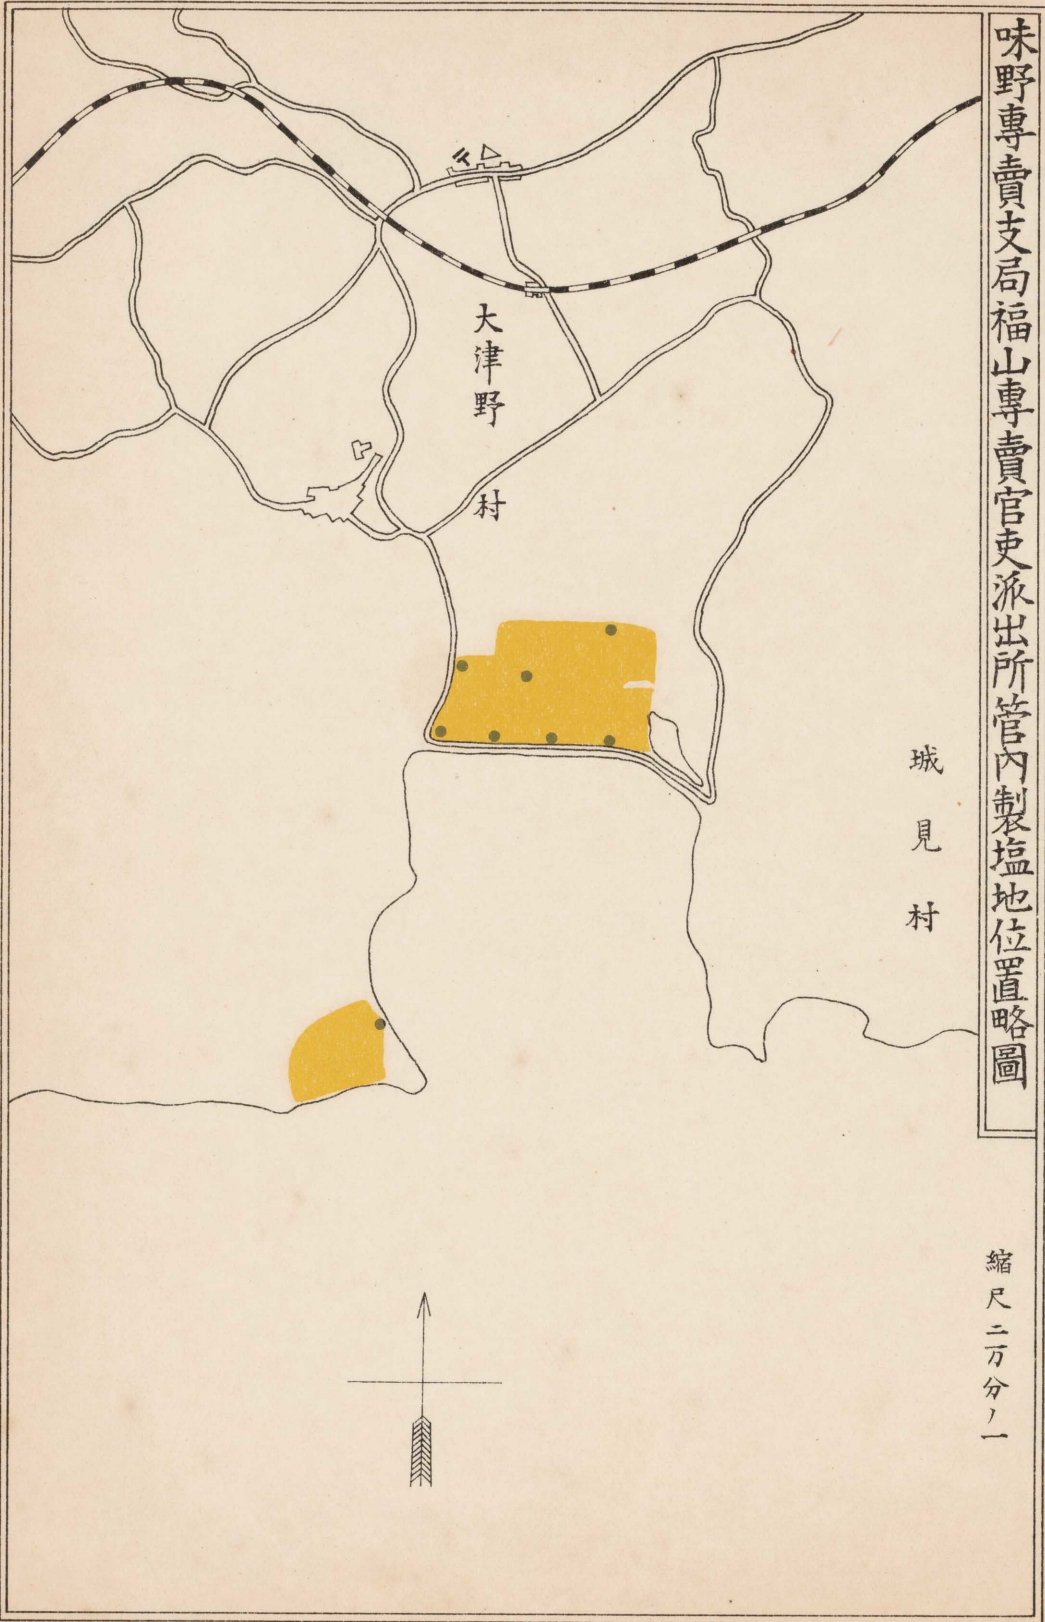 味野專賣支局福山專賣官吏派出所管內製塩地位置略圖
大津野村
城見村
縮尺二万分ノ一